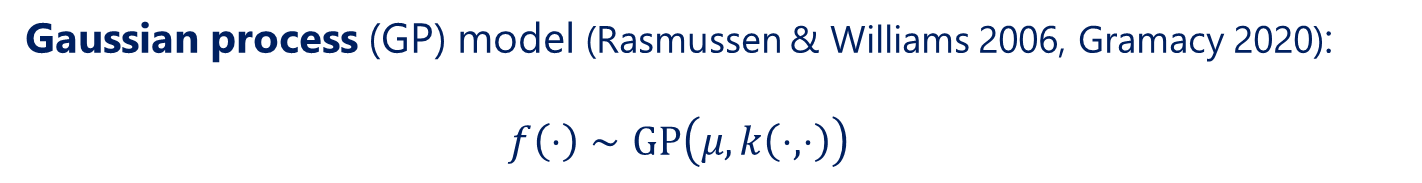 Gaussian process (GP) model (Rasmussen & Williams 2006, Gramacy 2020):
𝑓(·) ~ GP(𝜇, 𝑘(·,·))